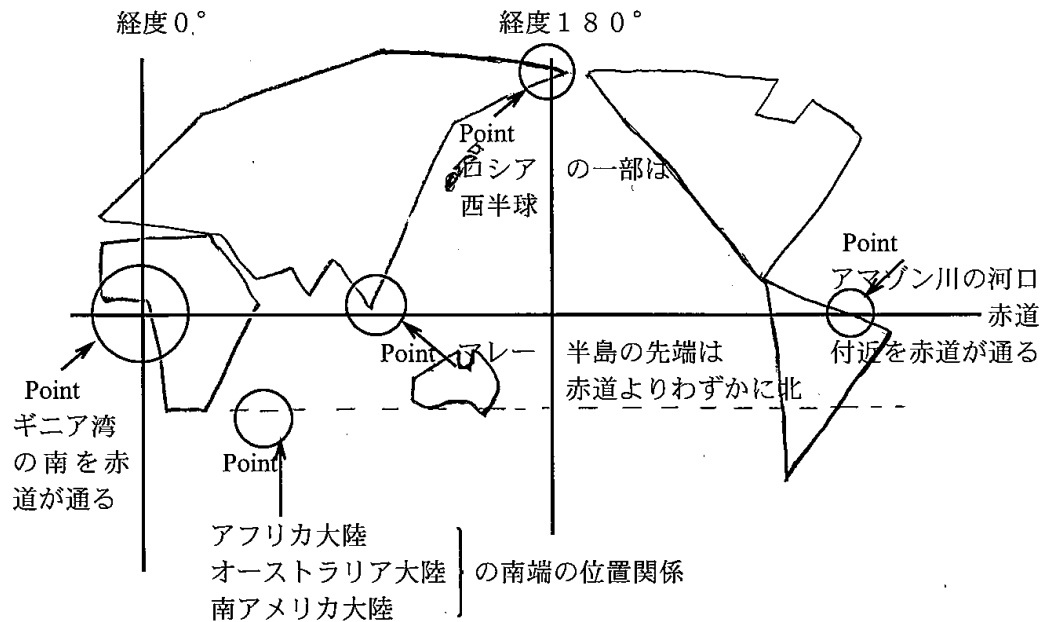 経度０°
経度１８０°
Point
ロシア の一部は
西半球
Point
アマゾン川の河口
付近を赤道が通る
赤道
Point
マレー 半島の先端は
赤道よりわずかに北
Point
ギニア湾
の南を赤
道が通る
Point
アフリカ大陸
オーストラリア大陸
南アメリカ大陸
の南端の位置関係